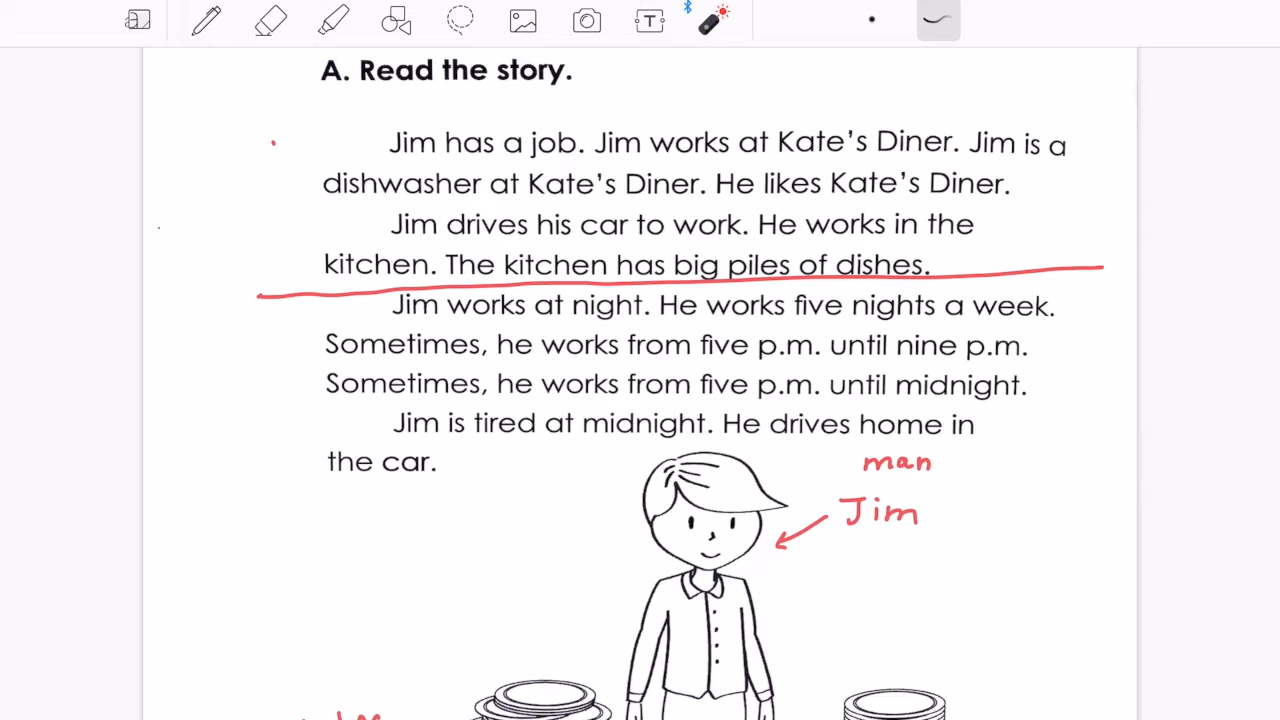 A. Read the story.
Jim has a job. Jim works at Kate's Diner. Jim is a
dishwasher at Kate's Diner. He likes Kate's Diner.
Jim drives his car to work. He works in the
kitchen. The kitchen has big piles of dishes.
Jim works at night. He works five nights a week.
Sometimes, he works from five p.m. until nine p.m.
Sometimes, he works from five p.m. until midnight.
Jim is tired at midnight. He drives home in
the car.
man
Jim